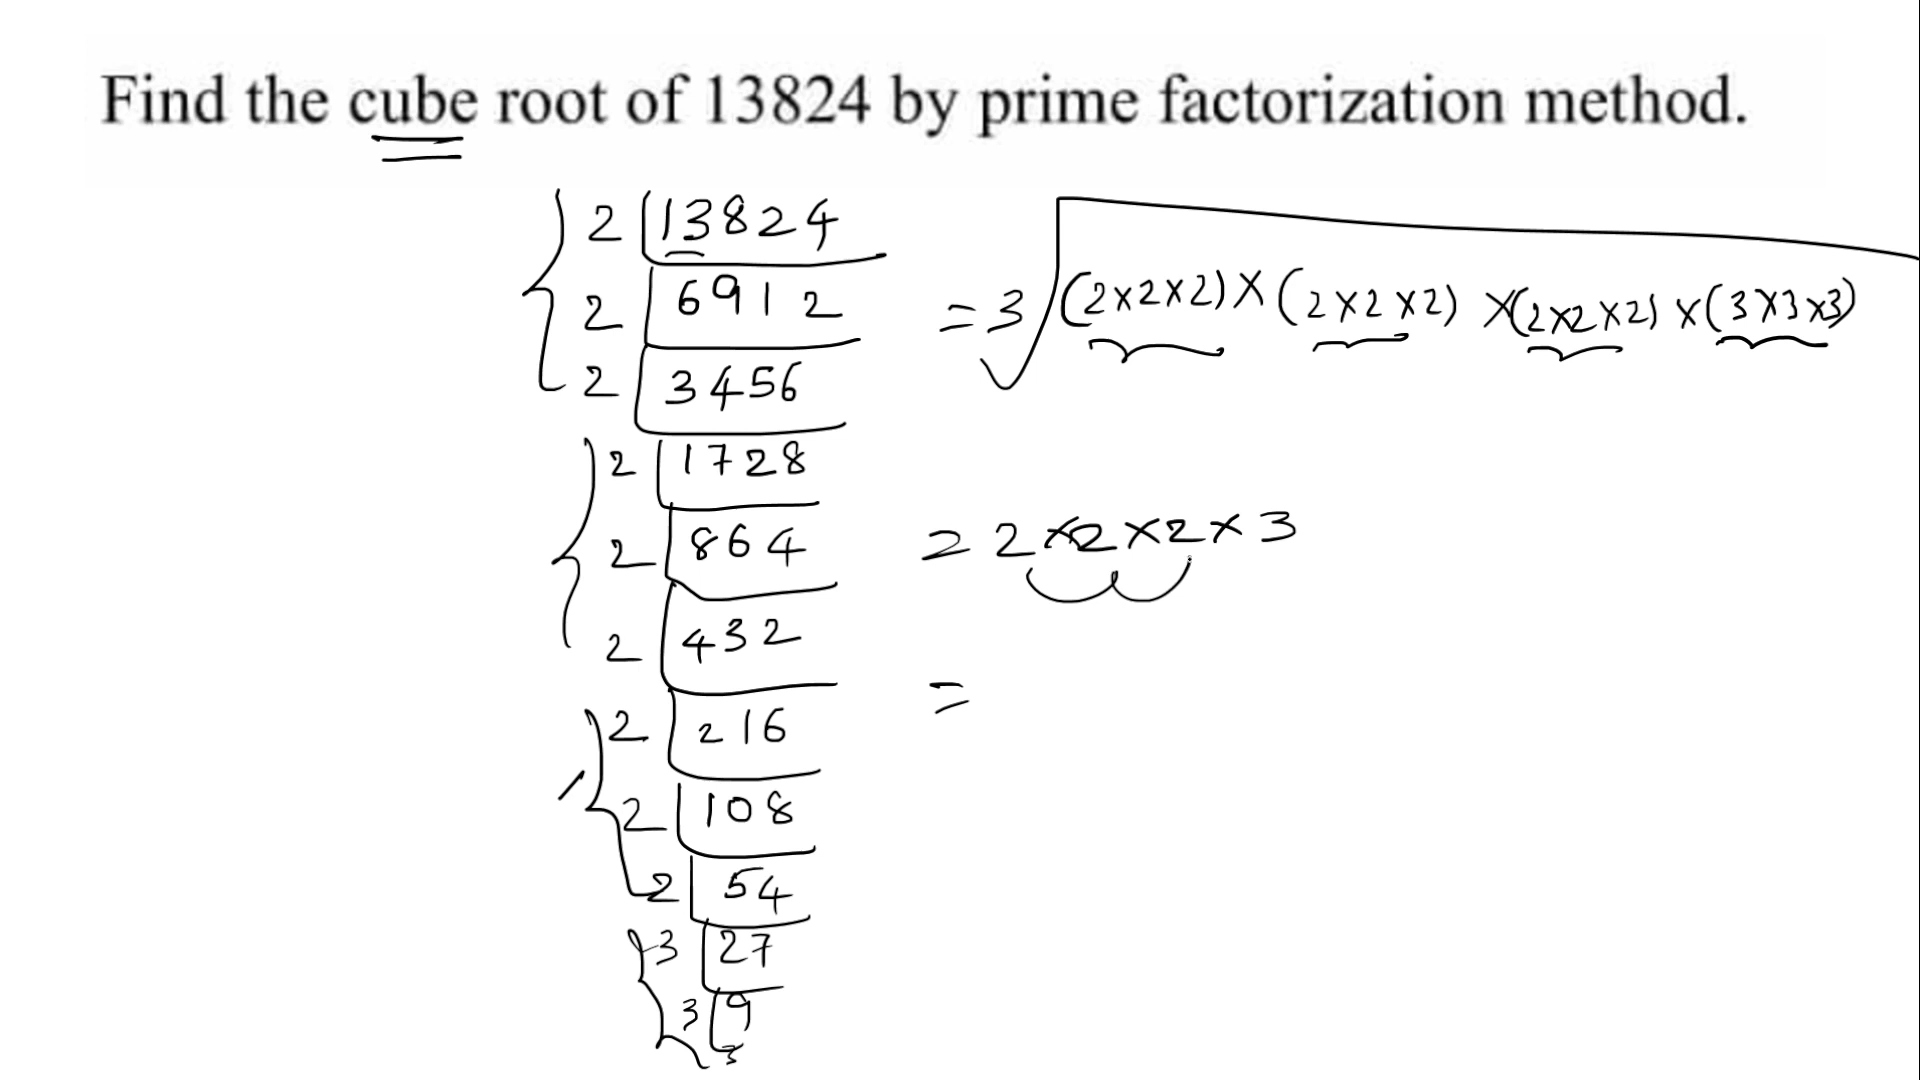 Find the cube root of 13824 by prime factorization method.
2 | 13824
2 | 6912
= 3√(2×2×2)×(2×2×2)×(2×2×2)×(3×3×3)
2 | 3456
2 | 1728
2 | 864
= 2×2×2×3
2 | 432
=
2 | 216
2 | 108
2 | 54
3 | 27
3 | 9
3